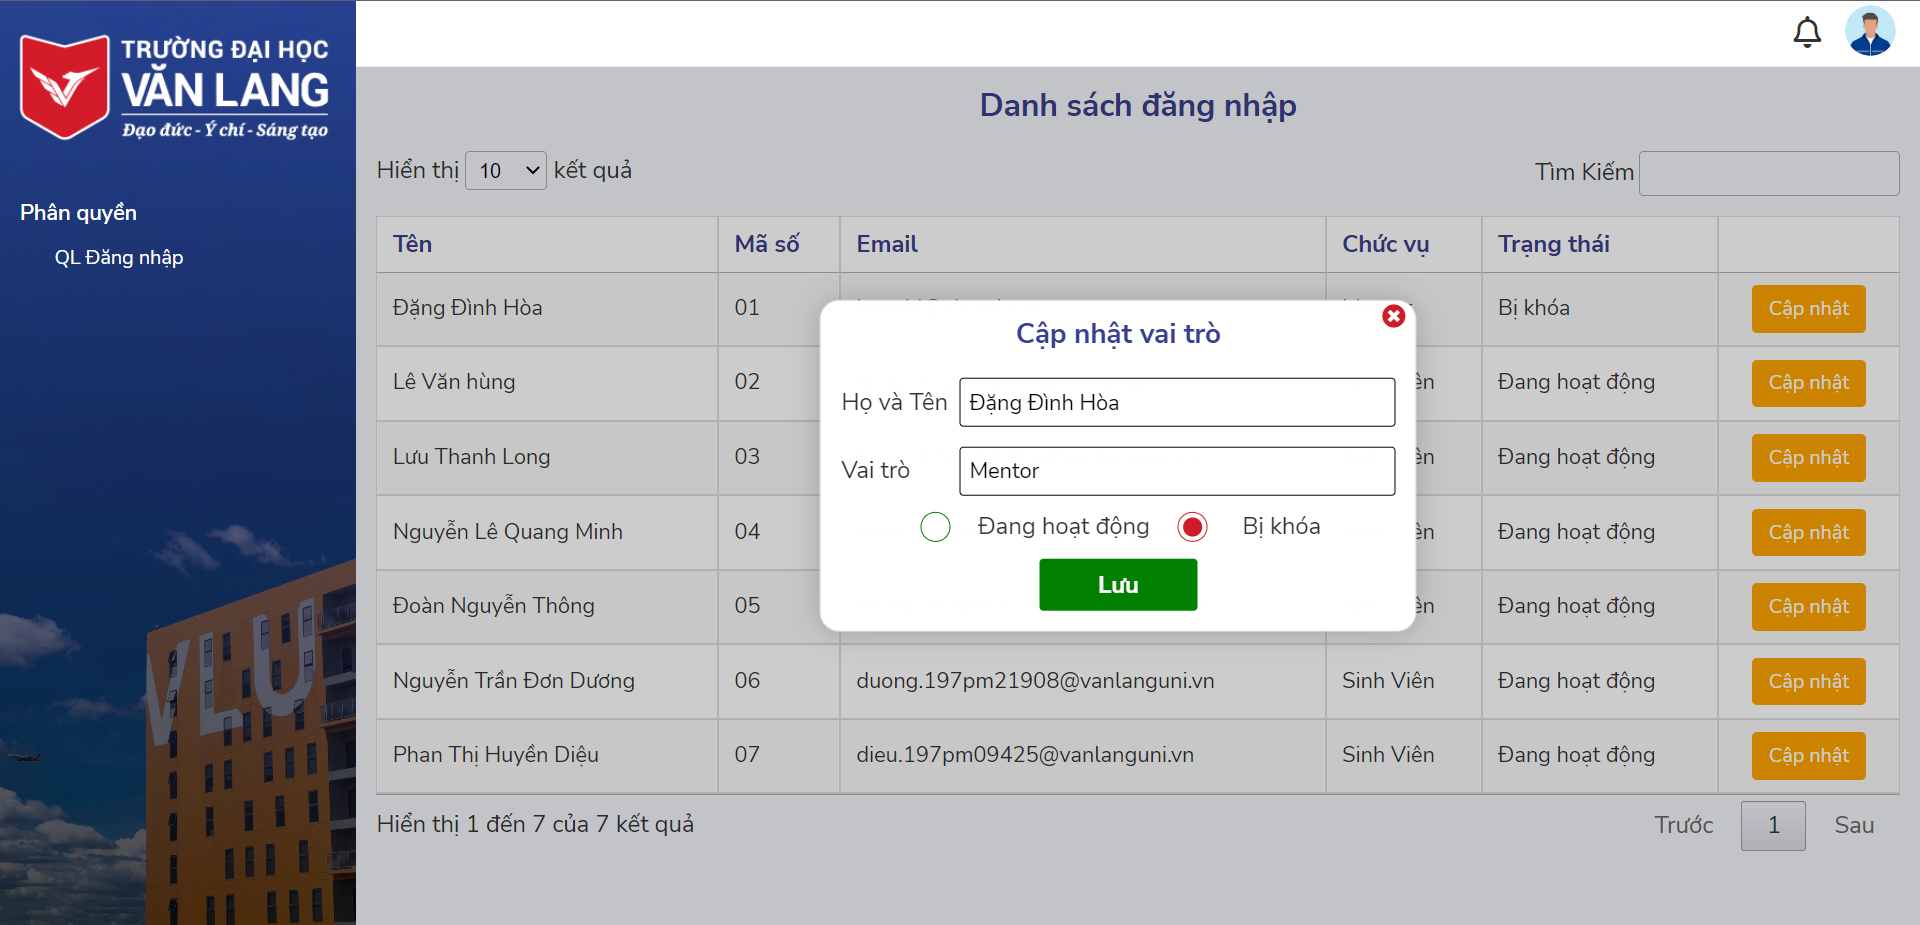 TRƯỜNG ĐẠI HỌC
VĂN LANG
Đạo đức - Ý chí - Sáng tạo
Phân quyền
QL Đăng nhập
VLU
Danh sách đăng nhập
Hiển thị 10 kết quả
Tìm Kiếm
Tên Mã số Email Chức vụ Trạng thái
Đặng Đình Hòa 01 Bị khóa Cập nhật
Lê Văn hùng 02 Đang hoạt động Cập nhật
Lưu Thanh Long 03 Đang hoạt động Cập nhật
Nguyễn Lê Quang Minh 04 Đang hoạt động Cập nhật
Đoàn Nguyễn Thông 05 Đang hoạt động Cập nhật
Nguyễn Trần Đơn Dương 06 duong.197pm21908@vanlanguni.vn Sinh Viên Đang hoạt động Cập nhật
Phan Thị Huyền Diệu 07 dieu.197pm09425@vanlanguni.vn Sinh Viên Đang hoạt động Cập nhật
Hiển thị 1 đến 7 của 7 kết quả
Trước 1 Sau
Cập nhật vai trò
Họ và Tên Đặng Đình Hòa
Vai trò Mentor
Đang hoạt động Bị khóa
Lưu